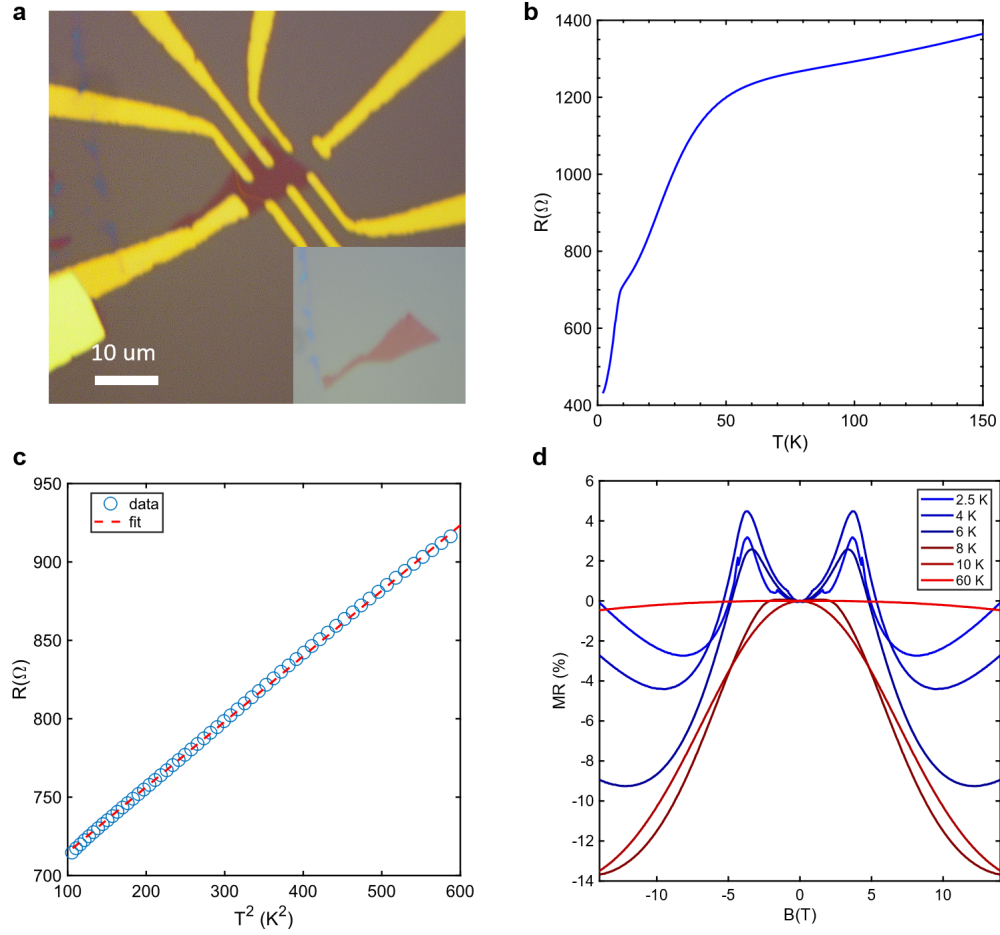 a
10 um
b
1400
1200
1000
800
600
400
R(Ω)
0
50
100
150
T(K)
c
950
900
850
800
750
700
R(Ω)
data
fit
100
200
300
400
500
600
T² (K²)
d
6
4
2
0
-2
-4
-6
-8
-10
-12
-14
MR (%)
2.5 K
4 K
6 K
8 K
10 K
60 K
-10
-5
0
5
10
B(T)